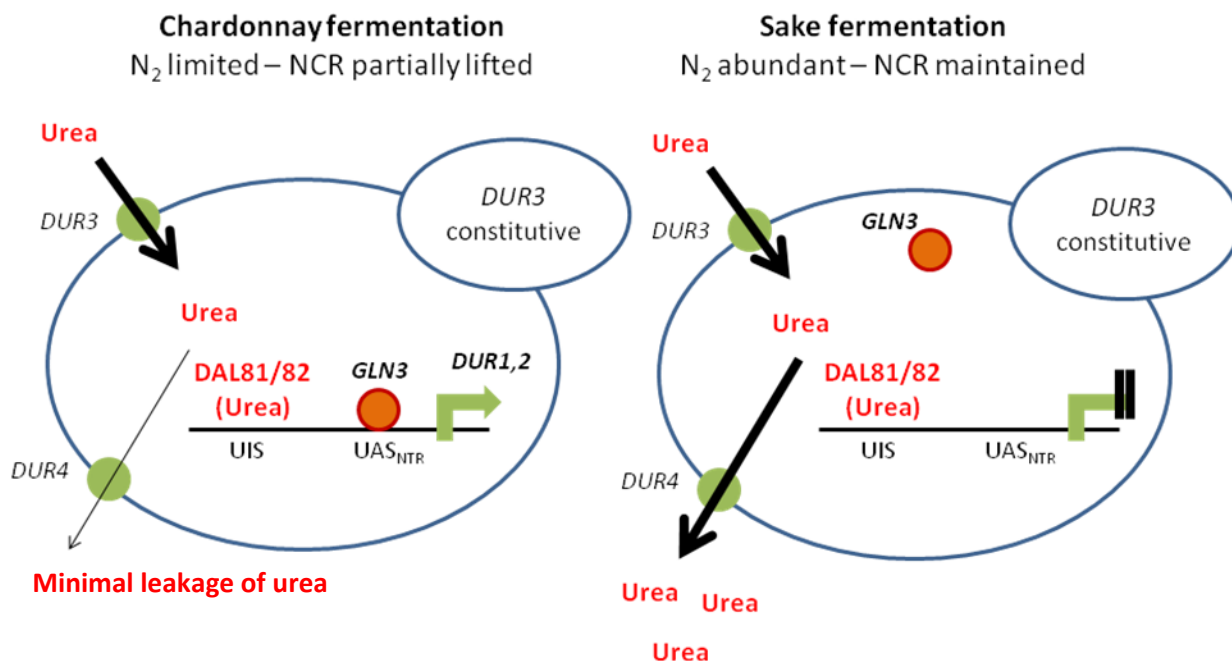 Chardonnay fermentation
N₂ limited – NCR partially lifted
Urea
DUR3
DUR3
constitutive
Urea
DAL81/82
(Urea)
GLN3
DUR1,2
UIS
UAS_NTR
DUR4
Minimal leakage of urea
Sake fermentation
N₂ abundant – NCR maintained
Urea
DUR3
GLN3
DUR3
constitutive
Urea
DAL81/82
(Urea)
UIS
UAS_NTR
DUR4
Urea
Urea
Urea